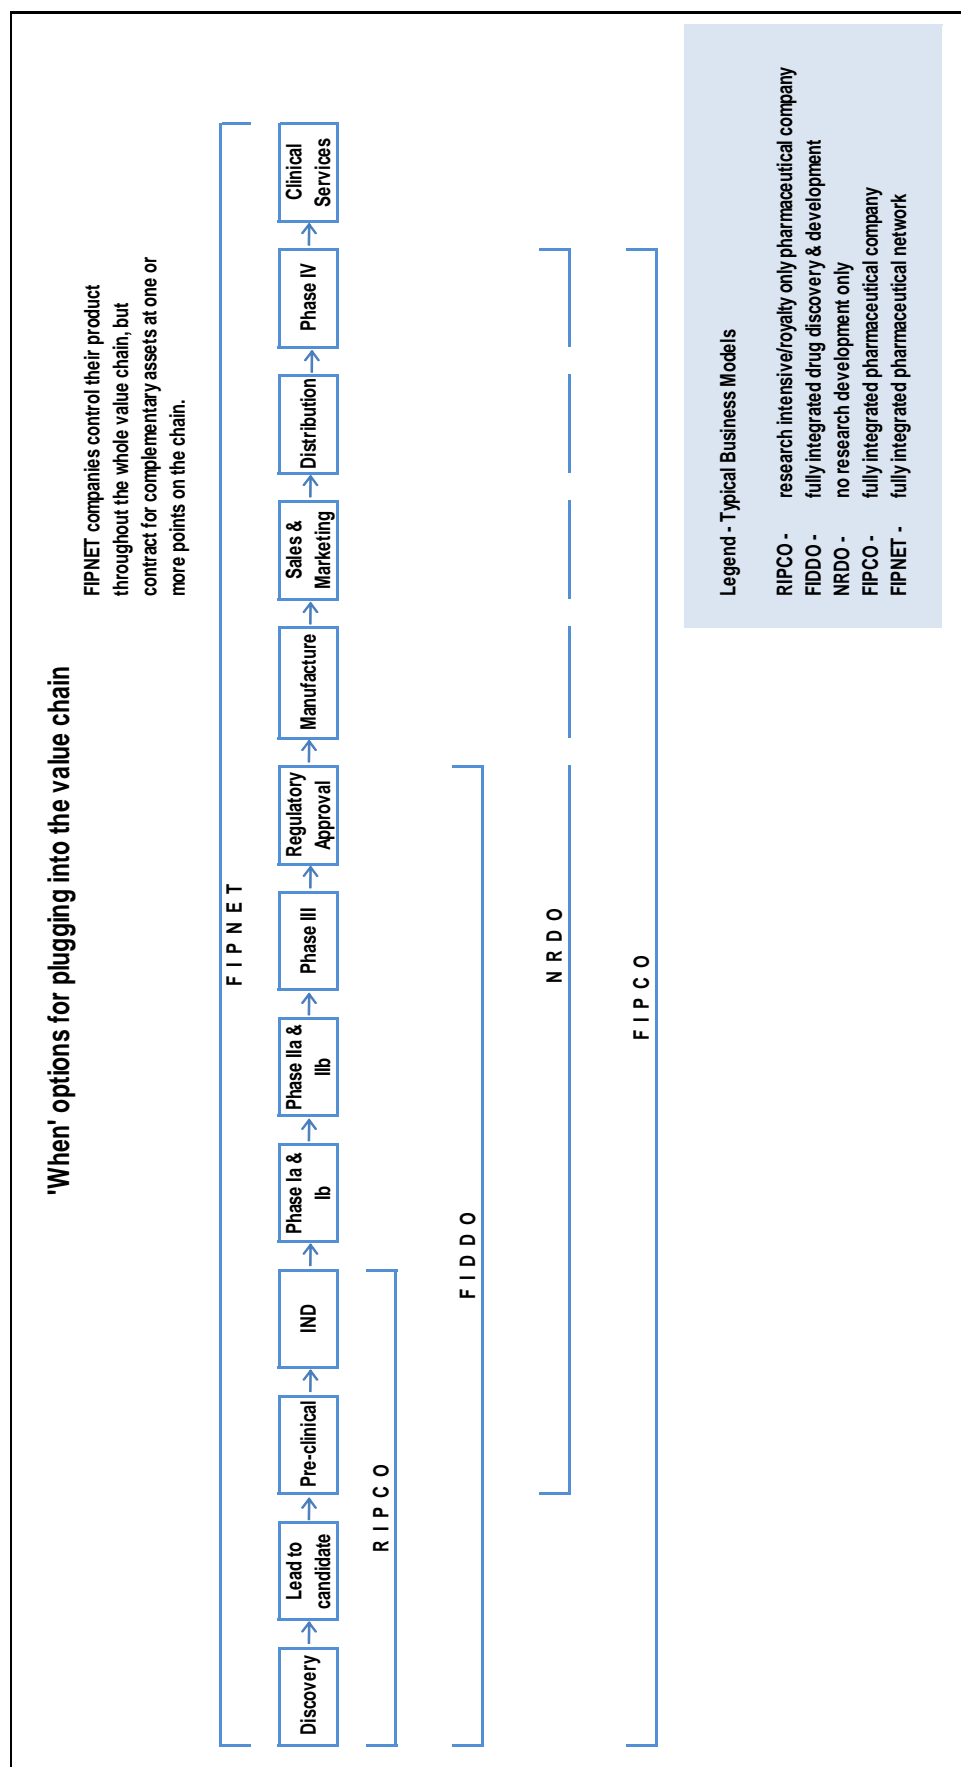 'When' options for plugging into the value chain
FIPNET companies control their product
throughout the whole value chain, but
contract for complementary assets at one or
more points on the chain.
F I P N E T
Discovery
Lead to
candidate
Pre-clinical
IND
Phase Ia &
Ib
Phase IIa &
IIb
Phase III
Regulatory
Approval
Manufacture
Sales &
Marketing
Distribution
Phase IV
Clinical
Services
R I P C O
F I D D O
N R D O
F I P C O
Legend - Typical Business Models
RIPCO - research intensive/royalty only pharmaceutical company
FIDDO - fully integrated drug discovery & development
NRDO - no research development only
FIPCO - fully integrated pharmaceutical company
FIPNET - fully integrated pharmaceutical network